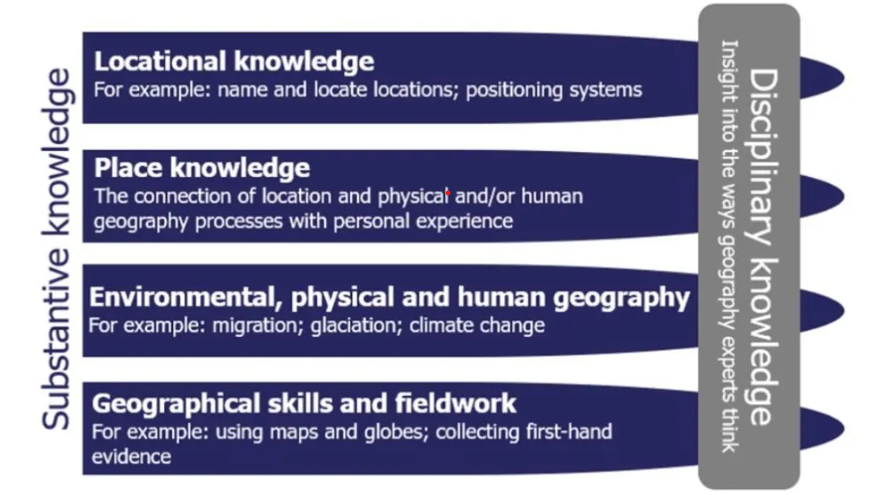 Substantive knowledge
Locational knowledge
For example: name and locate locations; positioning systems
Place knowledge
The connection of location and physical and/or human
geography processes with personal experience
Environmental, physical and human geography
For example: migration; glaciation; climate change
Geographical skills and fieldwork
For example: using maps and globes; collecting first-hand
evidence
Disciplinary knowledge
Insight into the ways geography experts think